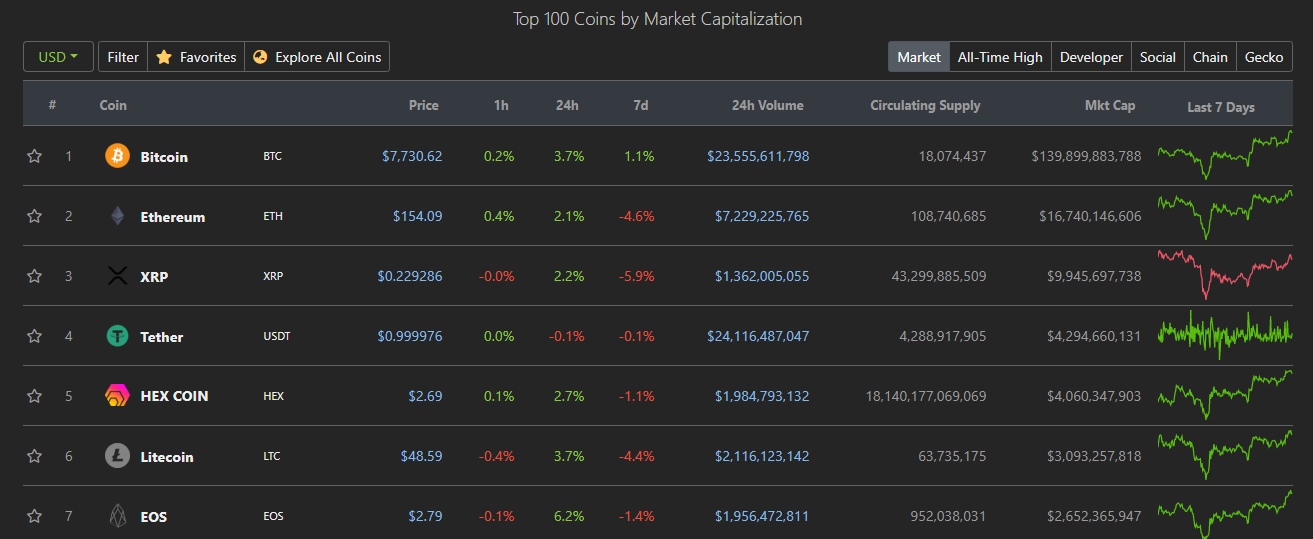 Top 100 Coins by Market Capitalization
USD Filter Favorites Explore All Coins Market All-Time High Developer Social Chain Gecko
# Coin Price 1h 24h 7d 24h Volume Circulating Supply Mkt Cap Last 7 Days
1 Bitcoin BTC $7,730.62 0.2% 3.7% 1.1% $23,555,611,798 18,074,437 $139,899,883,788
2 Ethereum ETH $154.09 0.4% 2.1% -4.6% $7,229,225,765 108,740,685 $16,740,146,606
3 XRP XRP $0.229286 -0.0% 2.2% -5.9% $1,362,005,055 43,299,885,509 $9,945,697,738
4 Tether USDT $0.999976 0.0% -0.1% -0.1% $24,116,487,047 4,288,917,905 $4,294,660,131
5 HEX COIN HEX $2.69 0.1% 2.7% -1.1% $1,984,793,132 18,140,177,069,069 $4,060,347,903
6 Litecoin LTC $48.59 -0.4% 3.7% -4.4% $2,116,123,142 63,735,175 $3,093,257,818
7 EOS EOS $2.79 -0.1% 6.2% -1.4% $1,956,472,811 952,038,031 $2,652,365,947